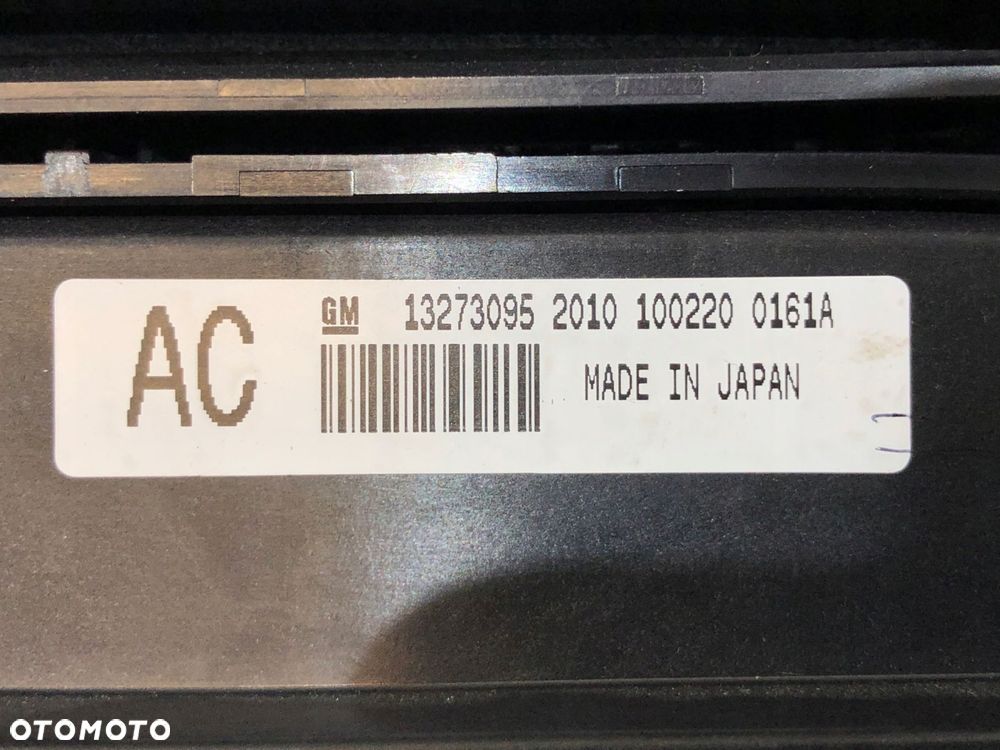 AC
GM 13273095 2010 100220 0161A
MADE IN JAPAN
OTOMOTO